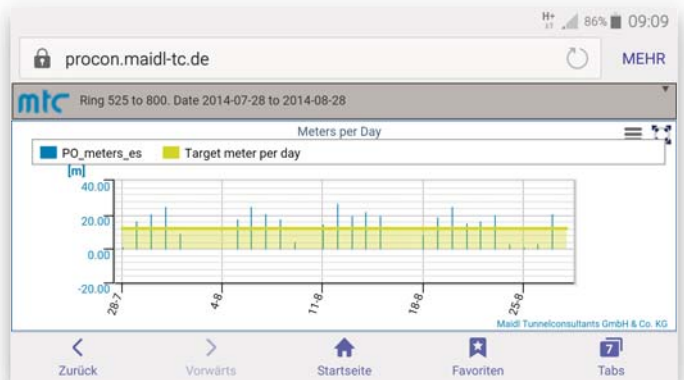 H+ 86% 09:09
procon.maidl-tc.de MEHR
mtc Ring 525 to 800. Date 2014-07-28 to 2014-08-28
Meters per Day
PO_meters_es Target meter per day
[m]
40.00
20.00
0.00
-20.00
28-7 4-8 11-8 18-8 25-8
Maidl Tunnelconsultants GmbH & Co. KG
Zurück Vorwärts Startseite Favoriten 7 Tabs